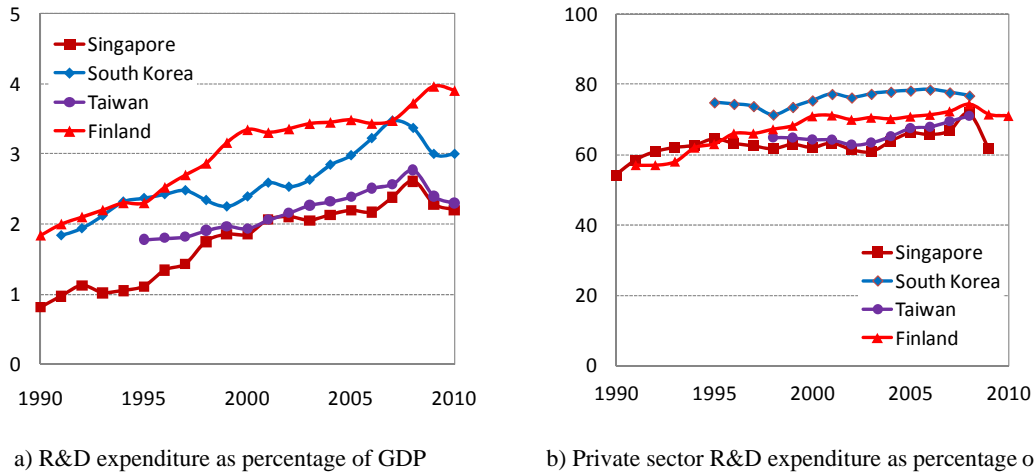 5
4
3
2
1
0
Singapore
South Korea
Taiwan
Finland
1990 1995 2000 2005 2010
a) R&D expenditure as percentage of GDP
100
80
60
40
20
0
Singapore
South Korea
Taiwan
Finland
1990 1995 2000 2005 2010
b) Private sector R&D expenditure as percentage o